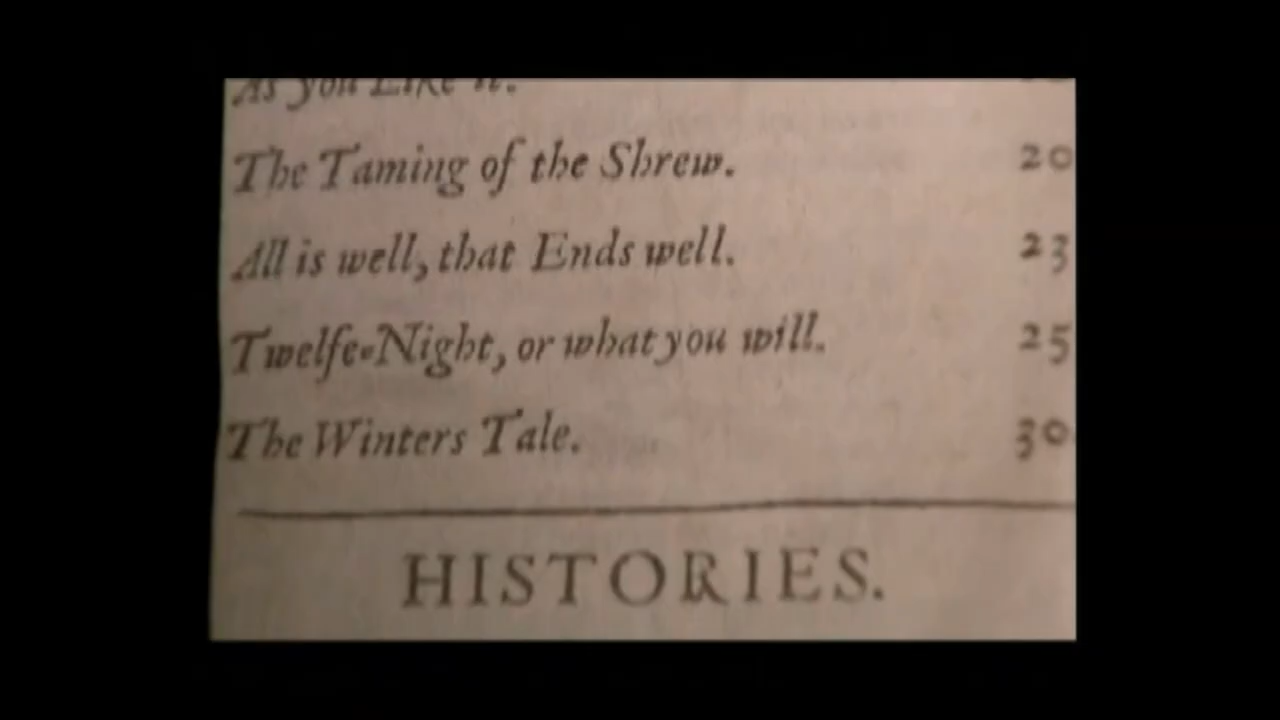 As you Like it.
The Taming of the Shrew. 20
All is well, that Ends well. 23
Twelfe-Night, or what you will. 25
The Winters Tale. 30
HISTORIES.